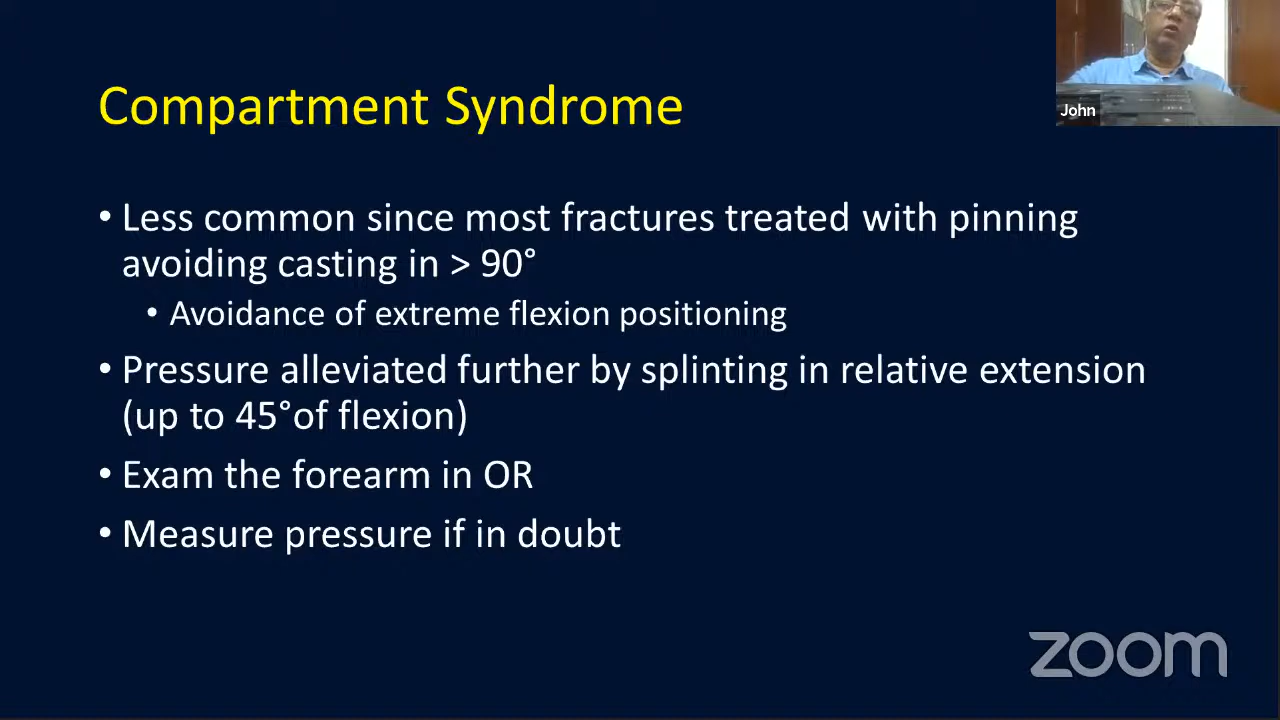 Compartment Syndrome
John
• Less common since most fractures treated with pinning
avoiding casting in > 90°
• Avoidance of extreme flexion positioning
• Pressure alleviated further by splinting in relative extension
(up to 45°of flexion)
• Exam the forearm in OR
• Measure pressure if in doubt
zoom